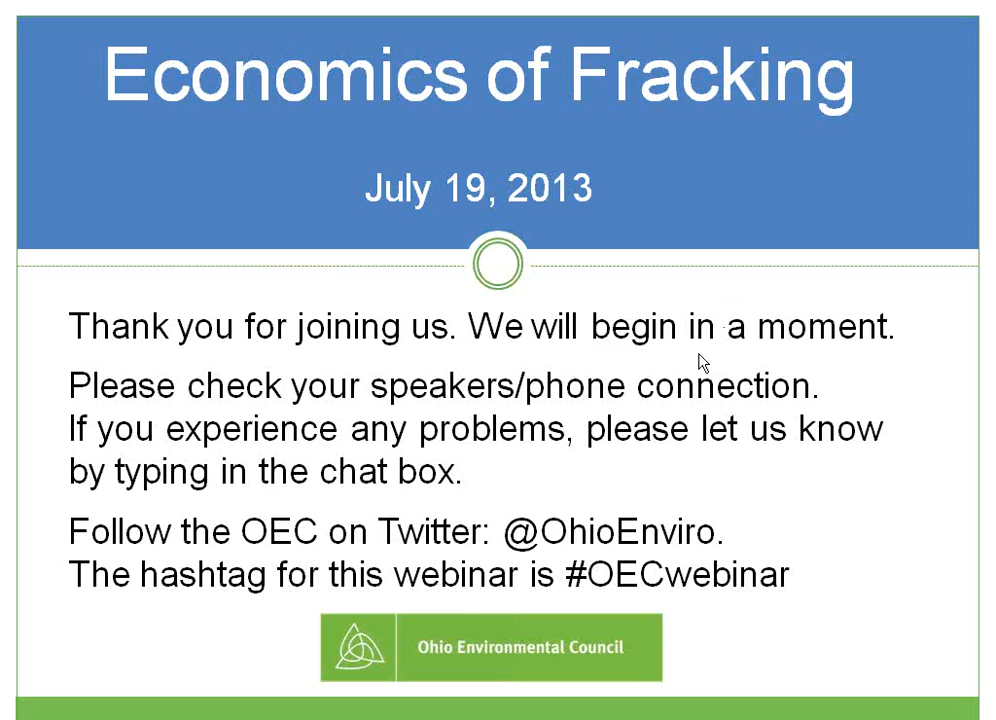 Economics of Fracking
July 19, 2013
Thank you for joining us. We will begin in a moment.
Please check your speakers/phone connection.
If you experience any problems, please let us know
by typing in the chat box.
Follow the OEC on Twitter: @OhioEnviro.
The hashtag for this webinar is #OECwebinar
Ohio Environmental Council